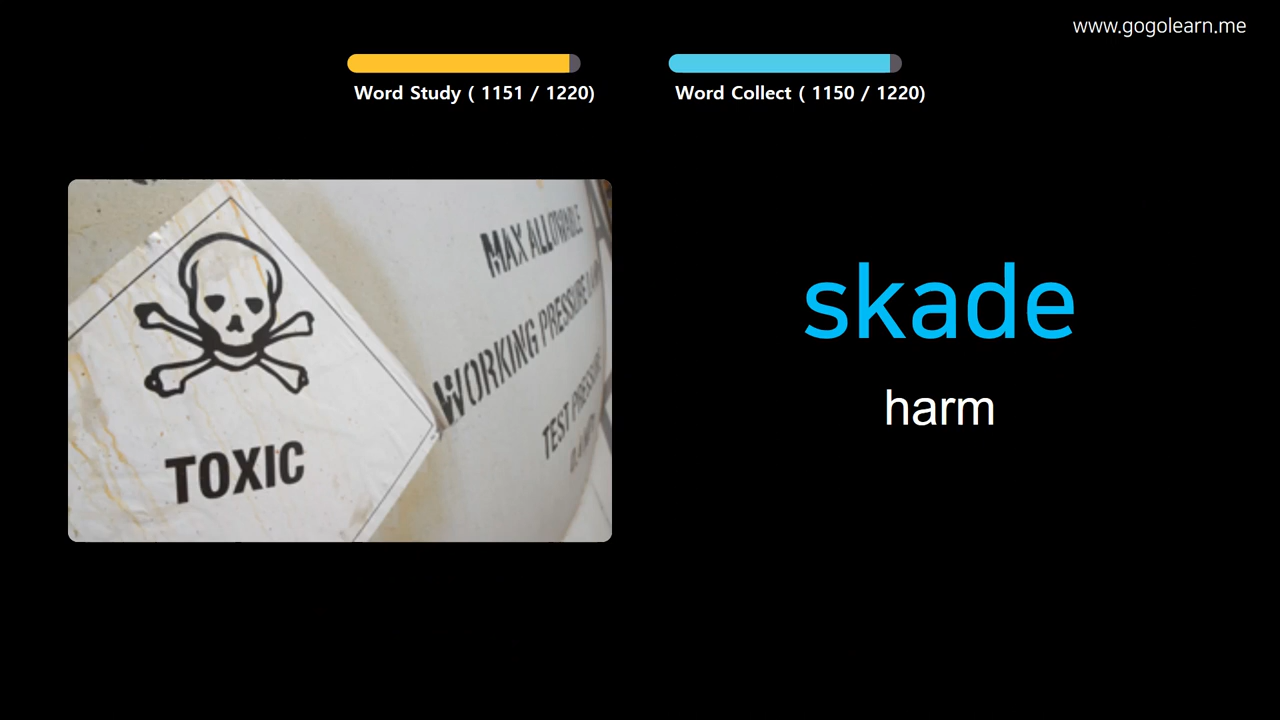 www.gogolearn.me
Word Study ( 1151 / 1220)
Word Collect ( 1150 / 1220)
MAX ALLOWABLE
WORKING PRESSURE
TEST PRESSURE
TOXIC
skade
harm